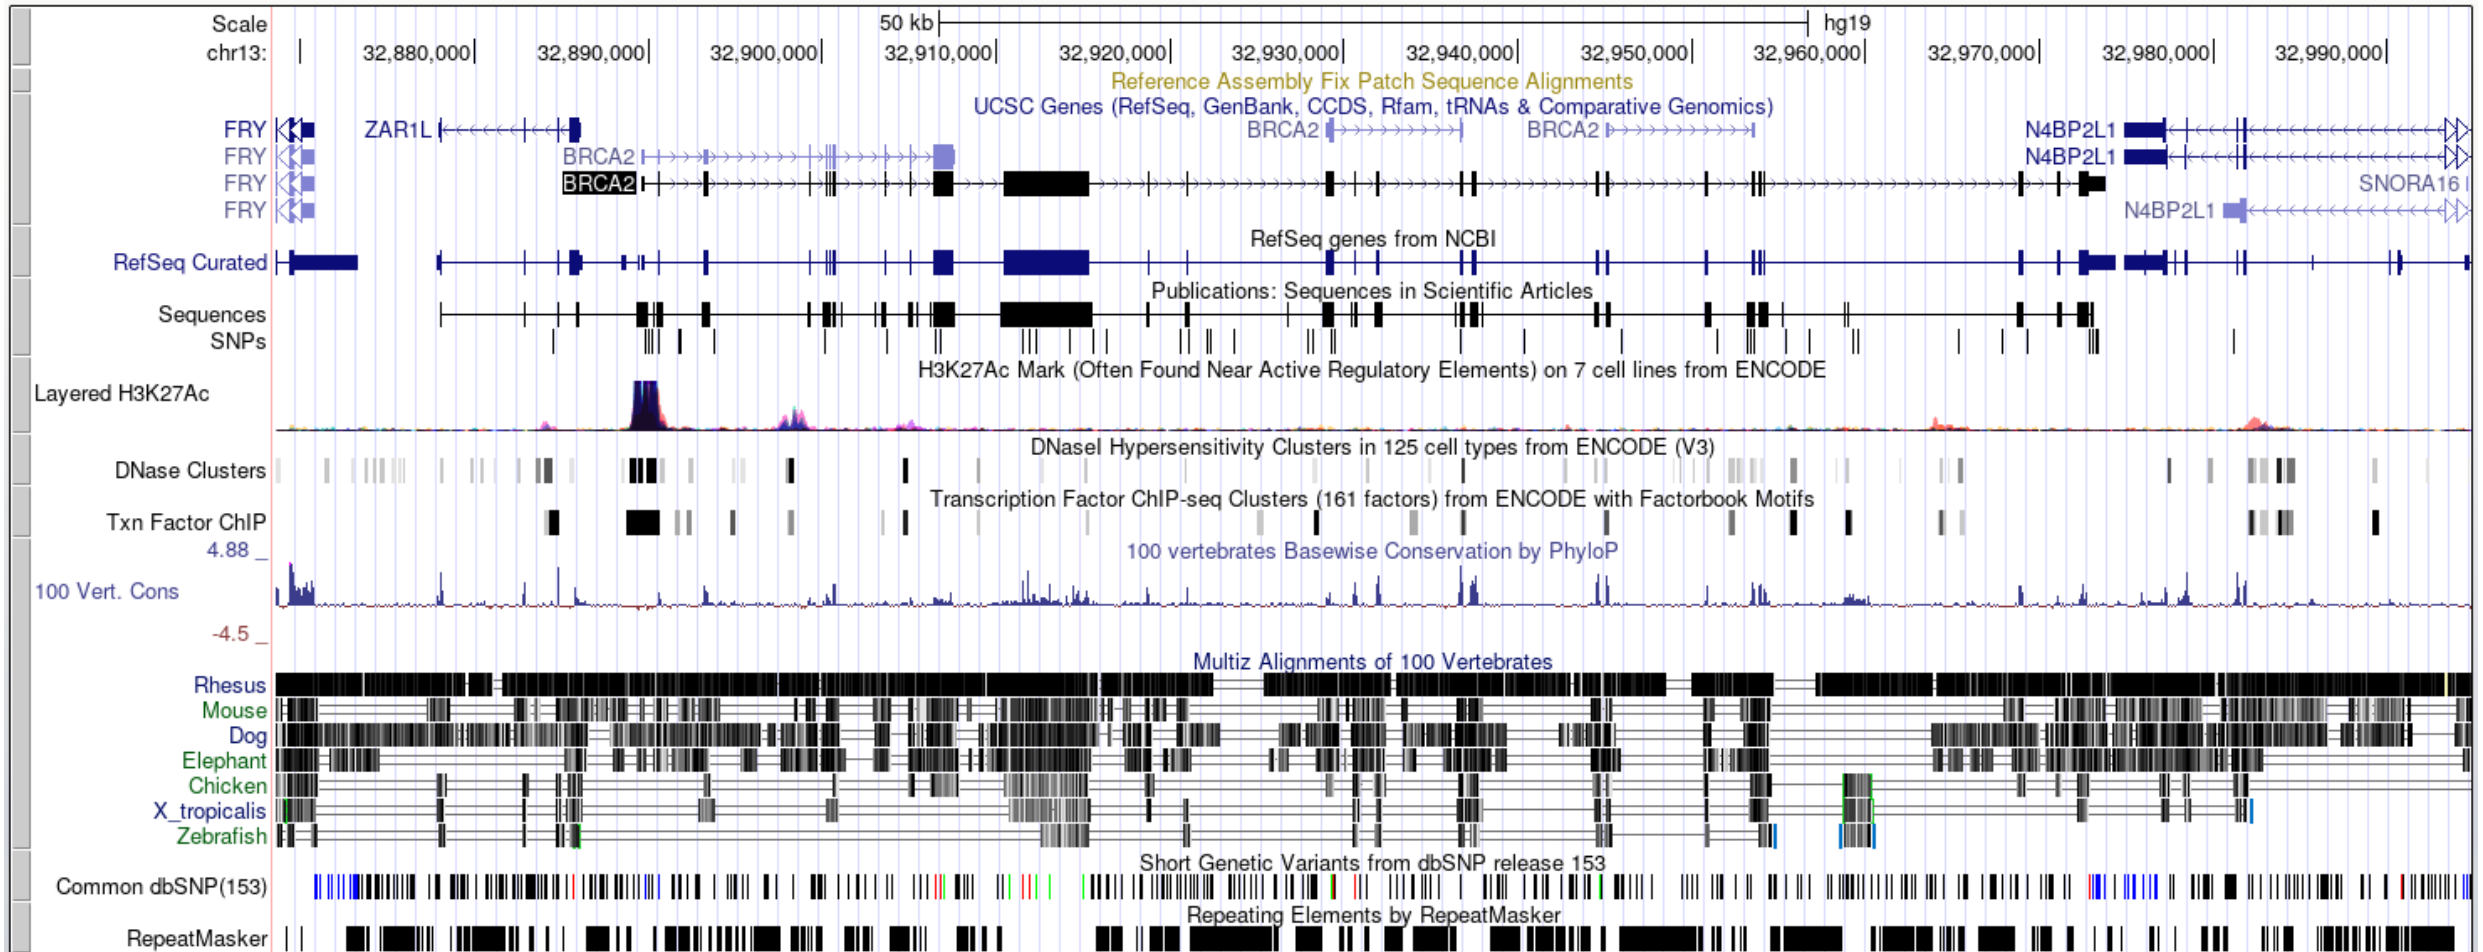 Scale 50 kb hg19
chr13: 32,880,000 32,890,000 32,900,000 32,910,000 32,920,000 32,930,000 32,940,000 32,950,000 32,960,000 32,970,000 32,980,000 32,990,000
Reference Assembly Fix Patch Sequence Alignments
UCSC Genes (RefSeq, GenBank, CCDS, Rfam, tRNAs & Comparative Genomics)
FRY ZAR1L BRCA2 BRCA2 N4BP2L1
FRY BRCA2 N4BP2L1
FRY BRCA2 SNORA16
FRY N4BP2L1
RefSeq genes from NCBI
RefSeq Curated
Publications: Sequences in Scientific Articles
Sequences
SNPs
H3K27Ac Mark (Often Found Near Active Regulatory Elements) on 7 cell lines from ENCODE
Layered H3K27Ac
DNaseI Hypersensitivity Clusters in 125 cell types from ENCODE (V3)
DNase Clusters
Transcription Factor ChIP-seq Clusters (161 factors) from ENCODE with Factorbook Motifs
Txn Factor ChIP
4.88 _
100 vertebrates Basewise Conservation by PhyloP
100 Vert. Cons
-4.5 _
Multiz Alignments of 100 Vertebrates
Rhesus
Mouse
Dog
Elephant
Chicken
X_tropicalis
Zebrafish
Short Genetic Variants from dbSNP release 153
Common dbSNP(153)
Repeating Elements by RepeatMasker
RepeatMasker